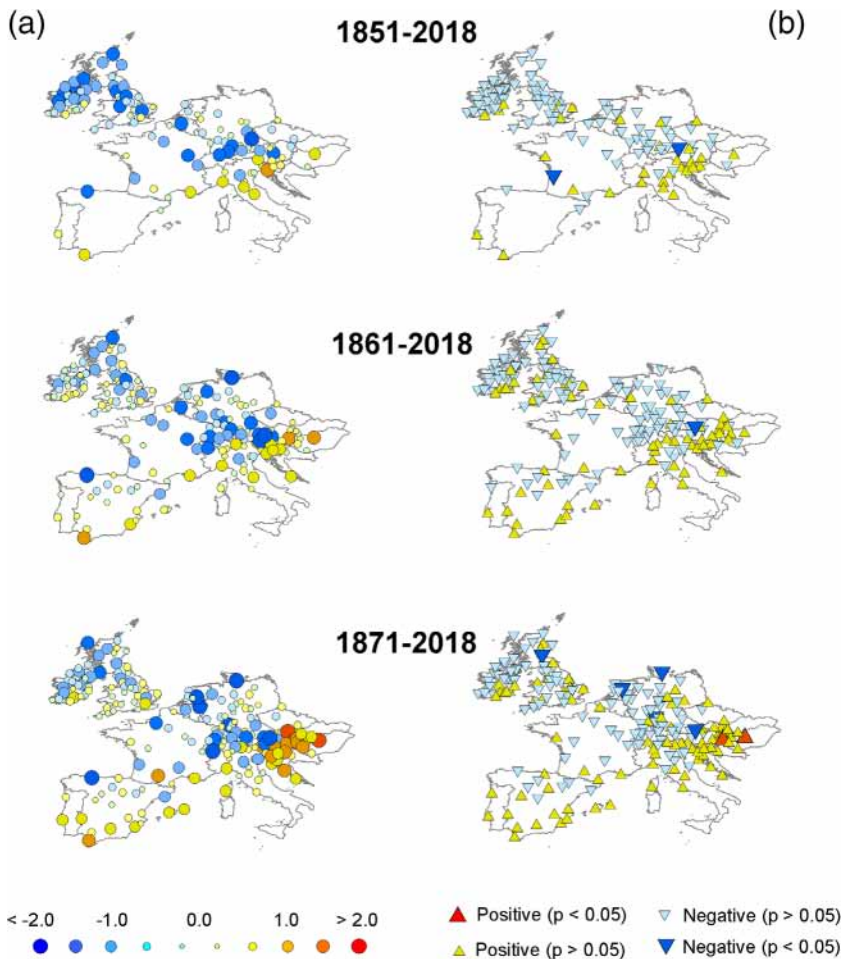 (a)
1851-2018
(b)
1861-2018
1871-2018
< -2.0 -1.0 0.0 1.0 > 2.0
Positive (p < 0.05) Negative (p > 0.05)
Positive (p > 0.05) Negative (p < 0.05)